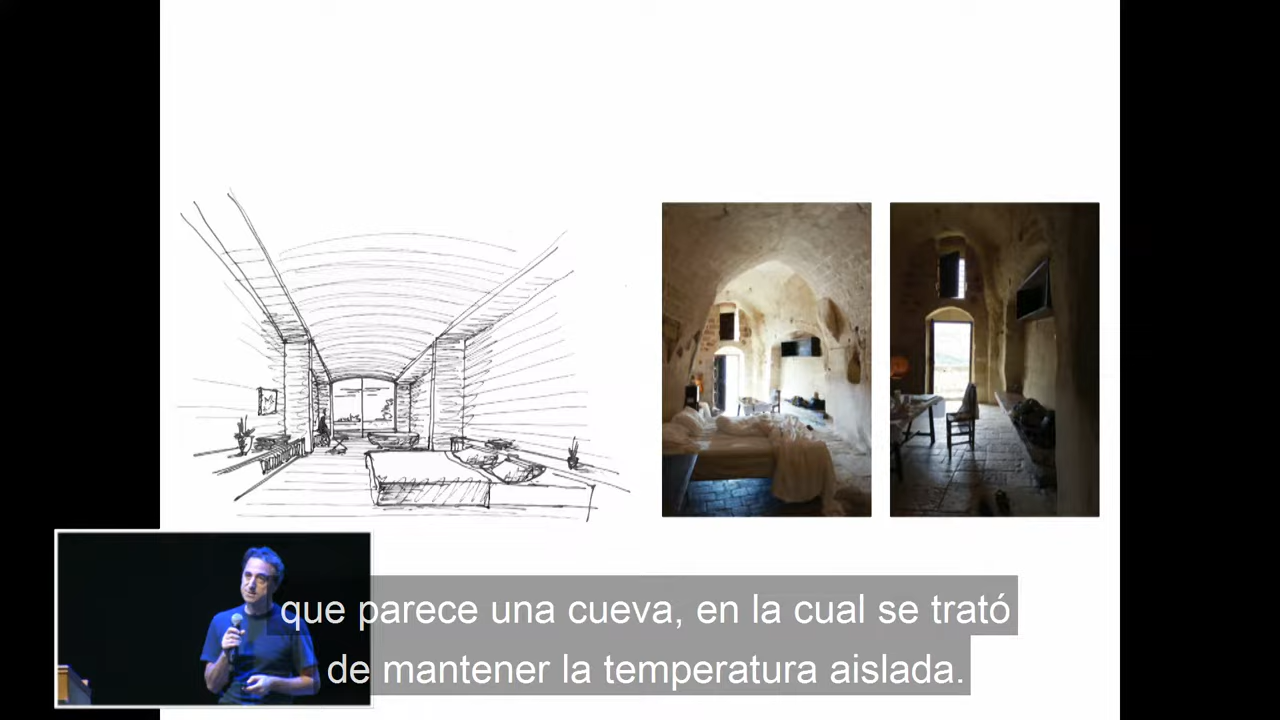 que parece una cueva, en la cual se trató
de mantener la temperatura aislada.